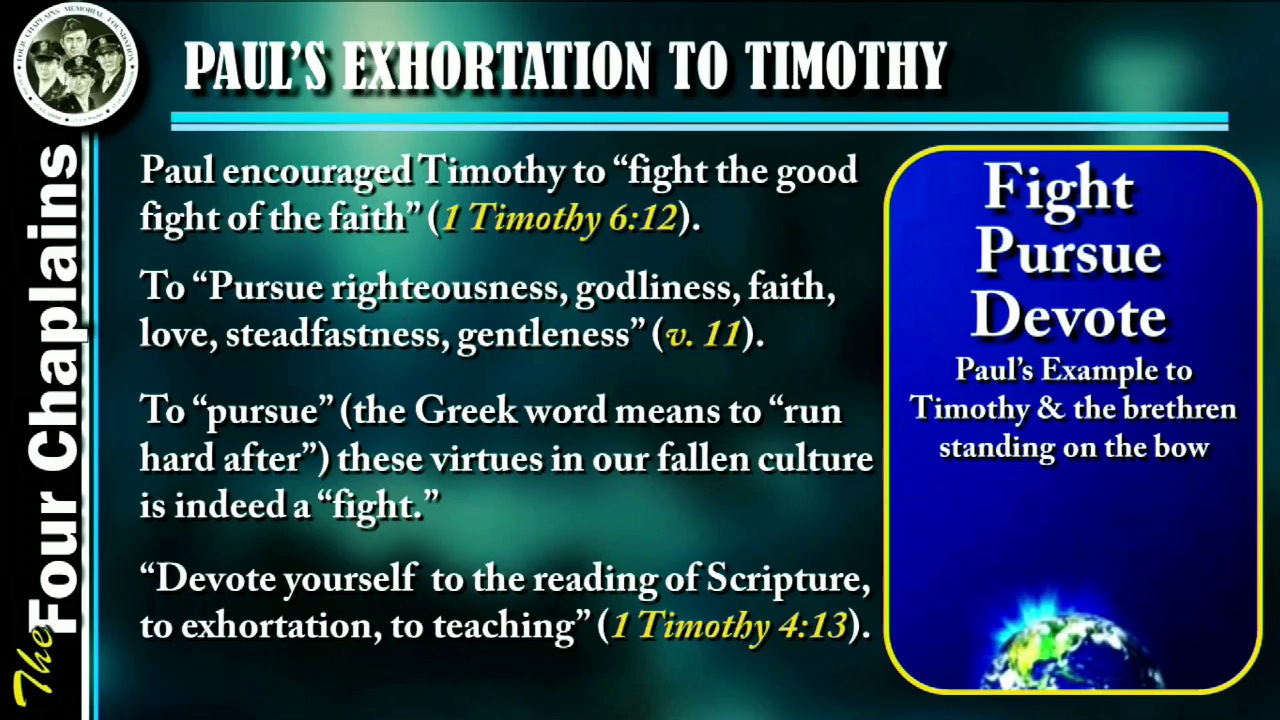 FOUR CHAPLAINS MEMORIAL FOUNDATION
PAUL’S EXHORTATION TO TIMOTHY
The Four Chaplains
Paul encouraged Timothy to “fight the good
fight of the faith” (1 Timothy 6:12).
To “Pursue righteousness, godliness, faith,
love, steadfastness, gentleness” (v. 11).
To “pursue” (the Greek word means to “run
hard after”) these virtues in our fallen culture
is indeed a “fight.”
“Devote yourself to the reading of Scripture,
to exhortation, to teaching” (1 Timothy 4:13).
Fight
Pursue
Devote
Paul’s Example to
Timothy & the brethren
standing on the bow